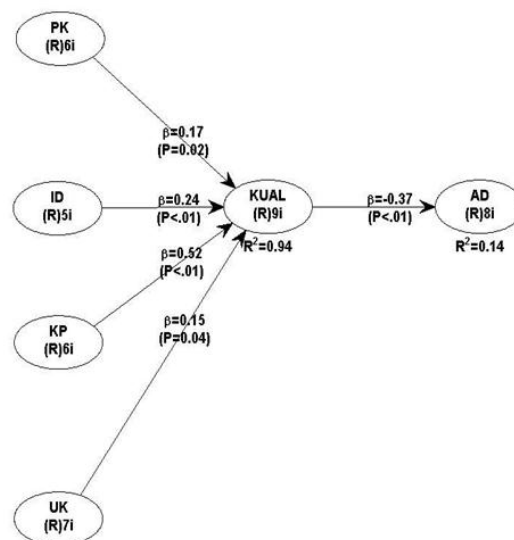 PK
(R)6i
β=0.17
(P=0.02)
ID
(R)5i
β=0.24
(P<.01)
KUAL
(R)9i
R²=0.94
β=-0.37
(P<.01)
AD
(R)8i
R²=0.14
β=0.52
(P<.01)
KP
(R)6i
β=0.15
(P=0.04)
UK
(R)7i